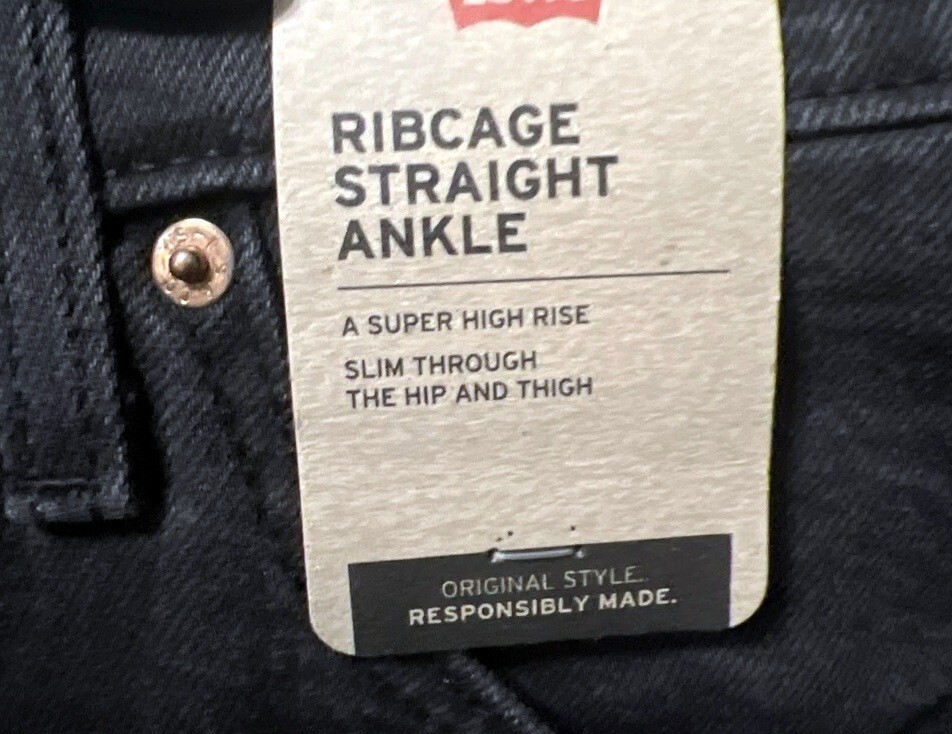 RIBCAGE
STRAIGHT
ANKLE
A SUPER HIGH RISE
SLIM THROUGH
THE HIP AND THIGH
ORIGINAL STYLE.
RESPONSIBLY MADE.